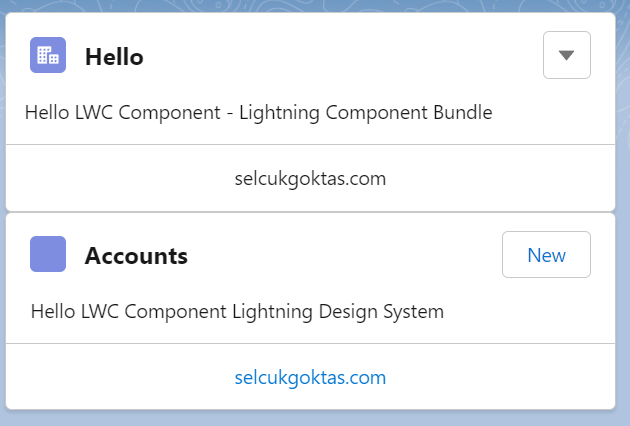 Hello
Hello LWC Component - Lightning Component Bundle
selcukgoktas.com
Accounts
New
Hello LWC Component Lightning Design System
selcukgoktas.com